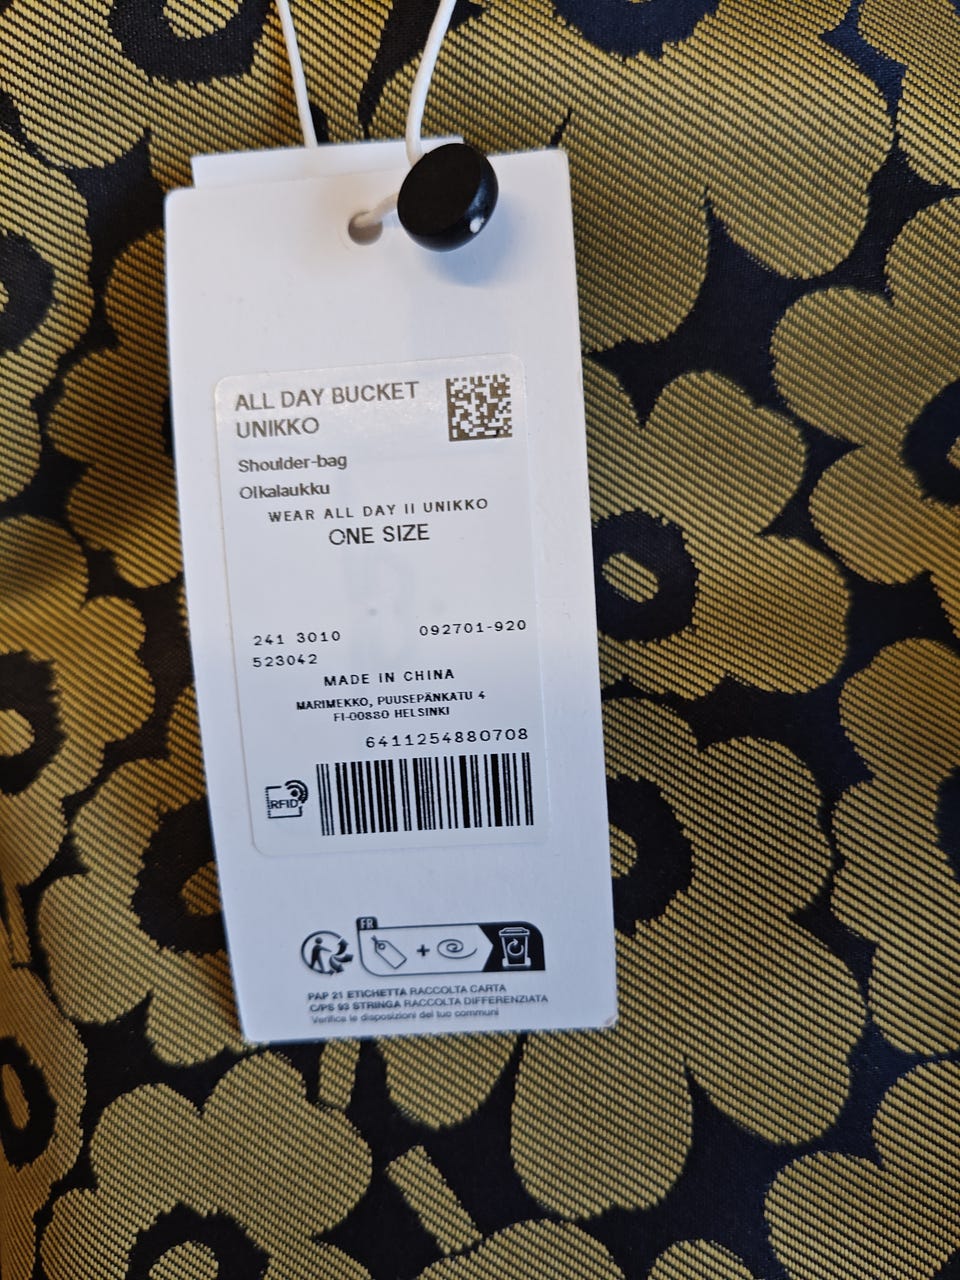 ALL DAY BUCKET
UNIKKO
Shoulder-bag
Olkalaukku
WEAR ALL DAY II UNIKKO
ONE SIZE
241 3010
092701-920
523042
MADE IN CHINA
MARIMEKKO, PUUSEPÄNKATU 4
FI-00880 HELSINKI
6411254880708
RFID
FR
+
PAP 21 ETICHETTA RACCOLTA CARTA
C/PS 93 STRINGA RACCOLTA DIFFERENZIATA
Verifica le disposizioni del tuo communi